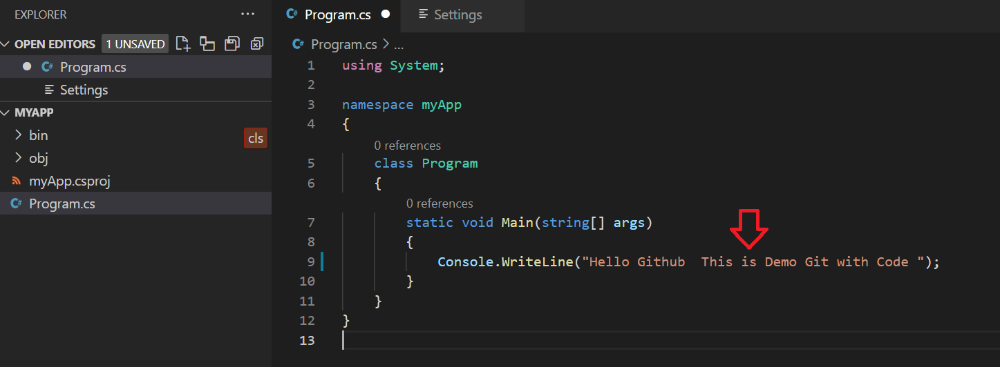 EXPLORER ···
OPEN EDITORS 1 UNSAVED
C# Program.cs
Settings
MYAPP
bin
cls
obj
myApp.csproj
C# Program.cs
C# Program.cs
Settings
C# Program.cs > ...
1 using System;
2
3 namespace myApp
4 {
0 references
5 class Program
6 {
0 references
7 static void Main(string[] args)
8 {
9 Console.WriteLine("Hello Github  This is Demo Git with Code ");
10 }
11 }
12 }
13